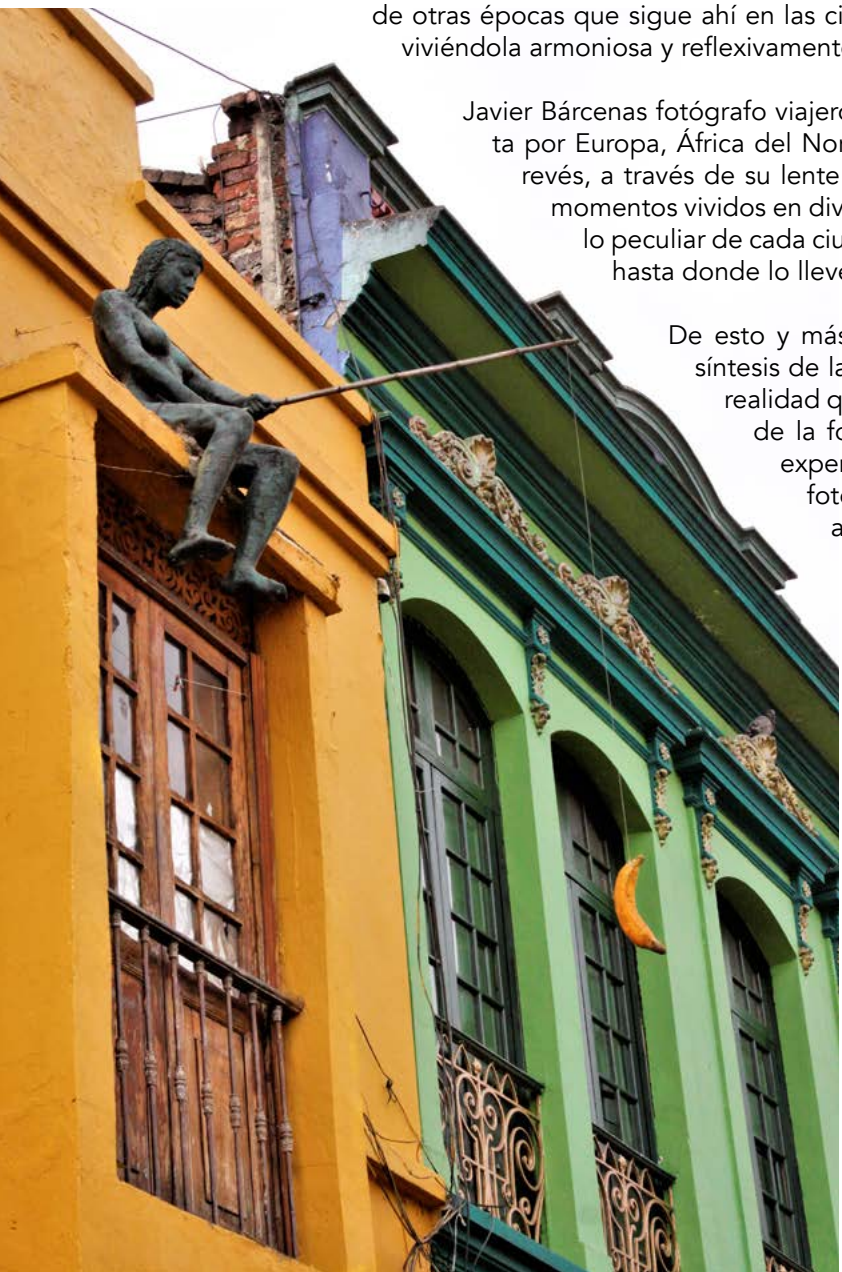 de otras épocas que sigue ahí en las ci
viviéndola armoniosa y reflexivamente
Javier Bárcenas fotógrafo viajero
ta por Europa, África del Nor
revés, a través de su lente
momentos vividos en div
lo peculiar de cada ciu
hasta donde lo lleve
De esto y más
síntesis de la
realidad q
de la fo
exper
foto
a